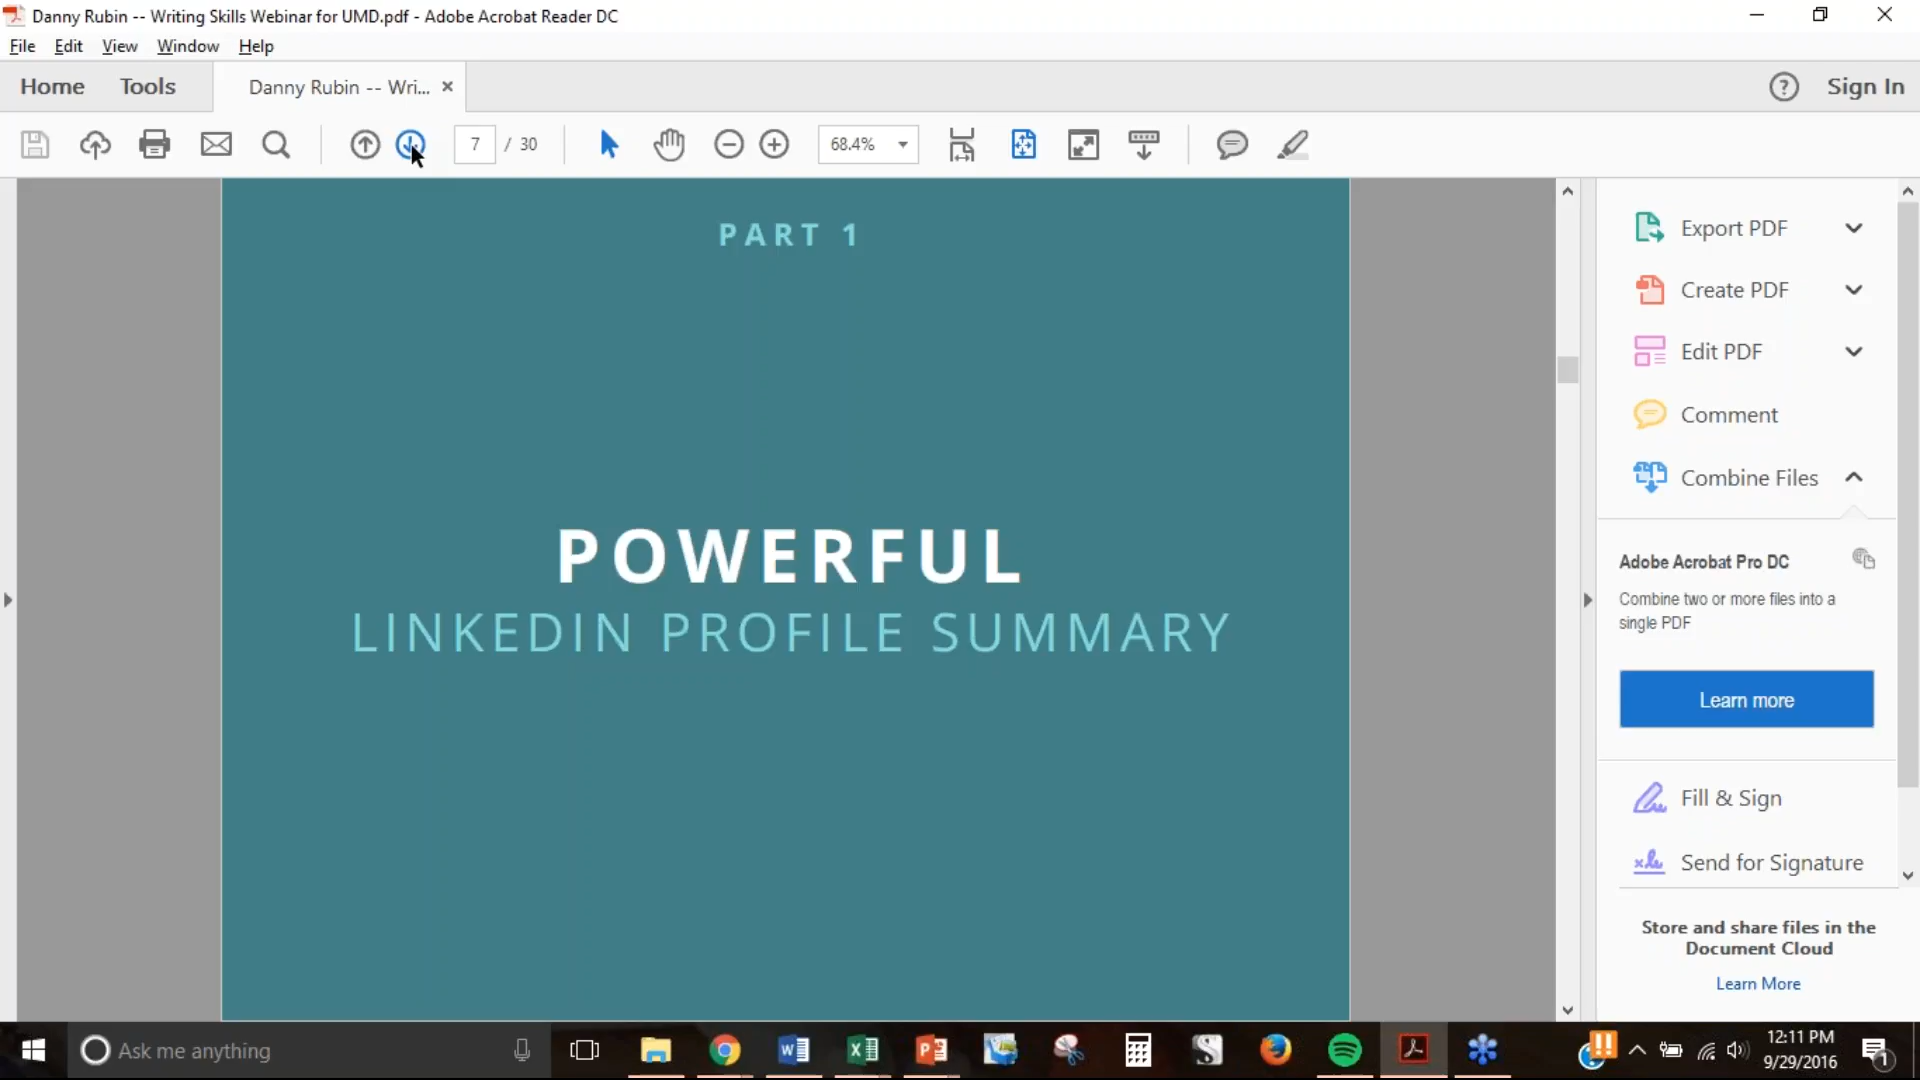 Danny Rubin -- Writing Skills Webinar for UMD.pdf - Adobe Acrobat Reader DC
File Edit View Window Help
Home Tools Danny Rubin -- Wri... × ? Sign In
7 / 30 68.4%
PART 1
POWERFUL
LINKEDIN PROFILE SUMMARY
Export PDF
Create PDF
Edit PDF
Comment
Combine Files
Adobe Acrobat Pro DC
Combine two or more files into a
single PDF
Learn more
Fill & Sign
Send for Signature
Store and share files in the
Document Cloud
Learn More
Ask me anything
12:11 PM
9/29/2016
1